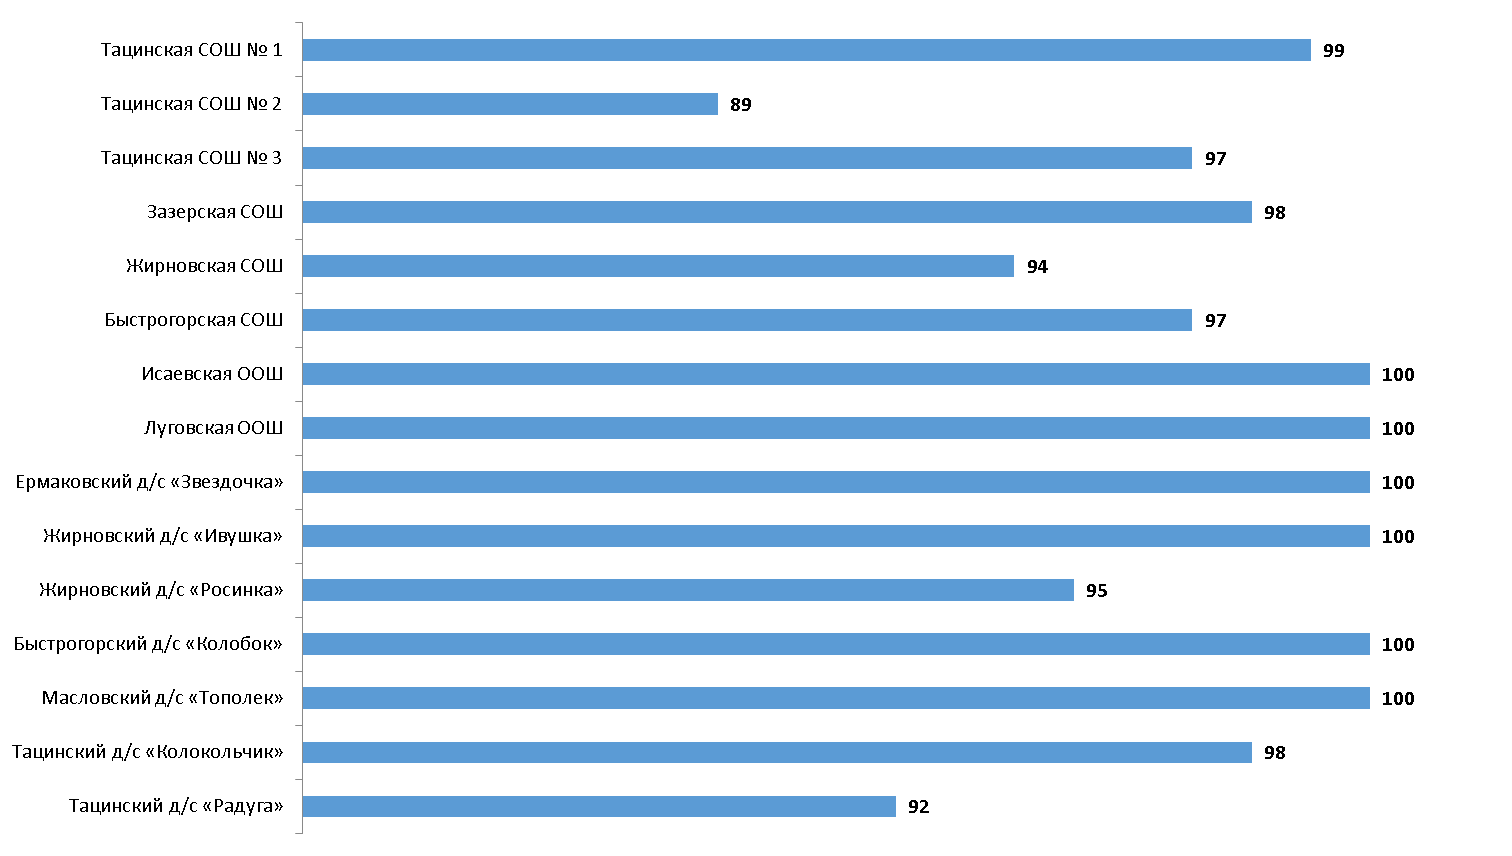 Тацинская СОШ № 1 99
Тацинская СОШ № 2 89
Тацинская СОШ № 3 97
Зазерская СОШ 98
Жирновская СОШ 94
Быстрогорская СОШ 97
Исаевская ООШ 100
Луговская ООШ 100
Ермаковский д/с «Звездочка» 100
Жирновский д/с «Ивушка» 100
Жирновский д/с «Росинка» 95
Быстрогорский д/с «Колобок» 100
Масловский д/с «Тополек» 100
Тацинский д/с «Колокольчик» 98
Тацинский д/с «Радуга» 92